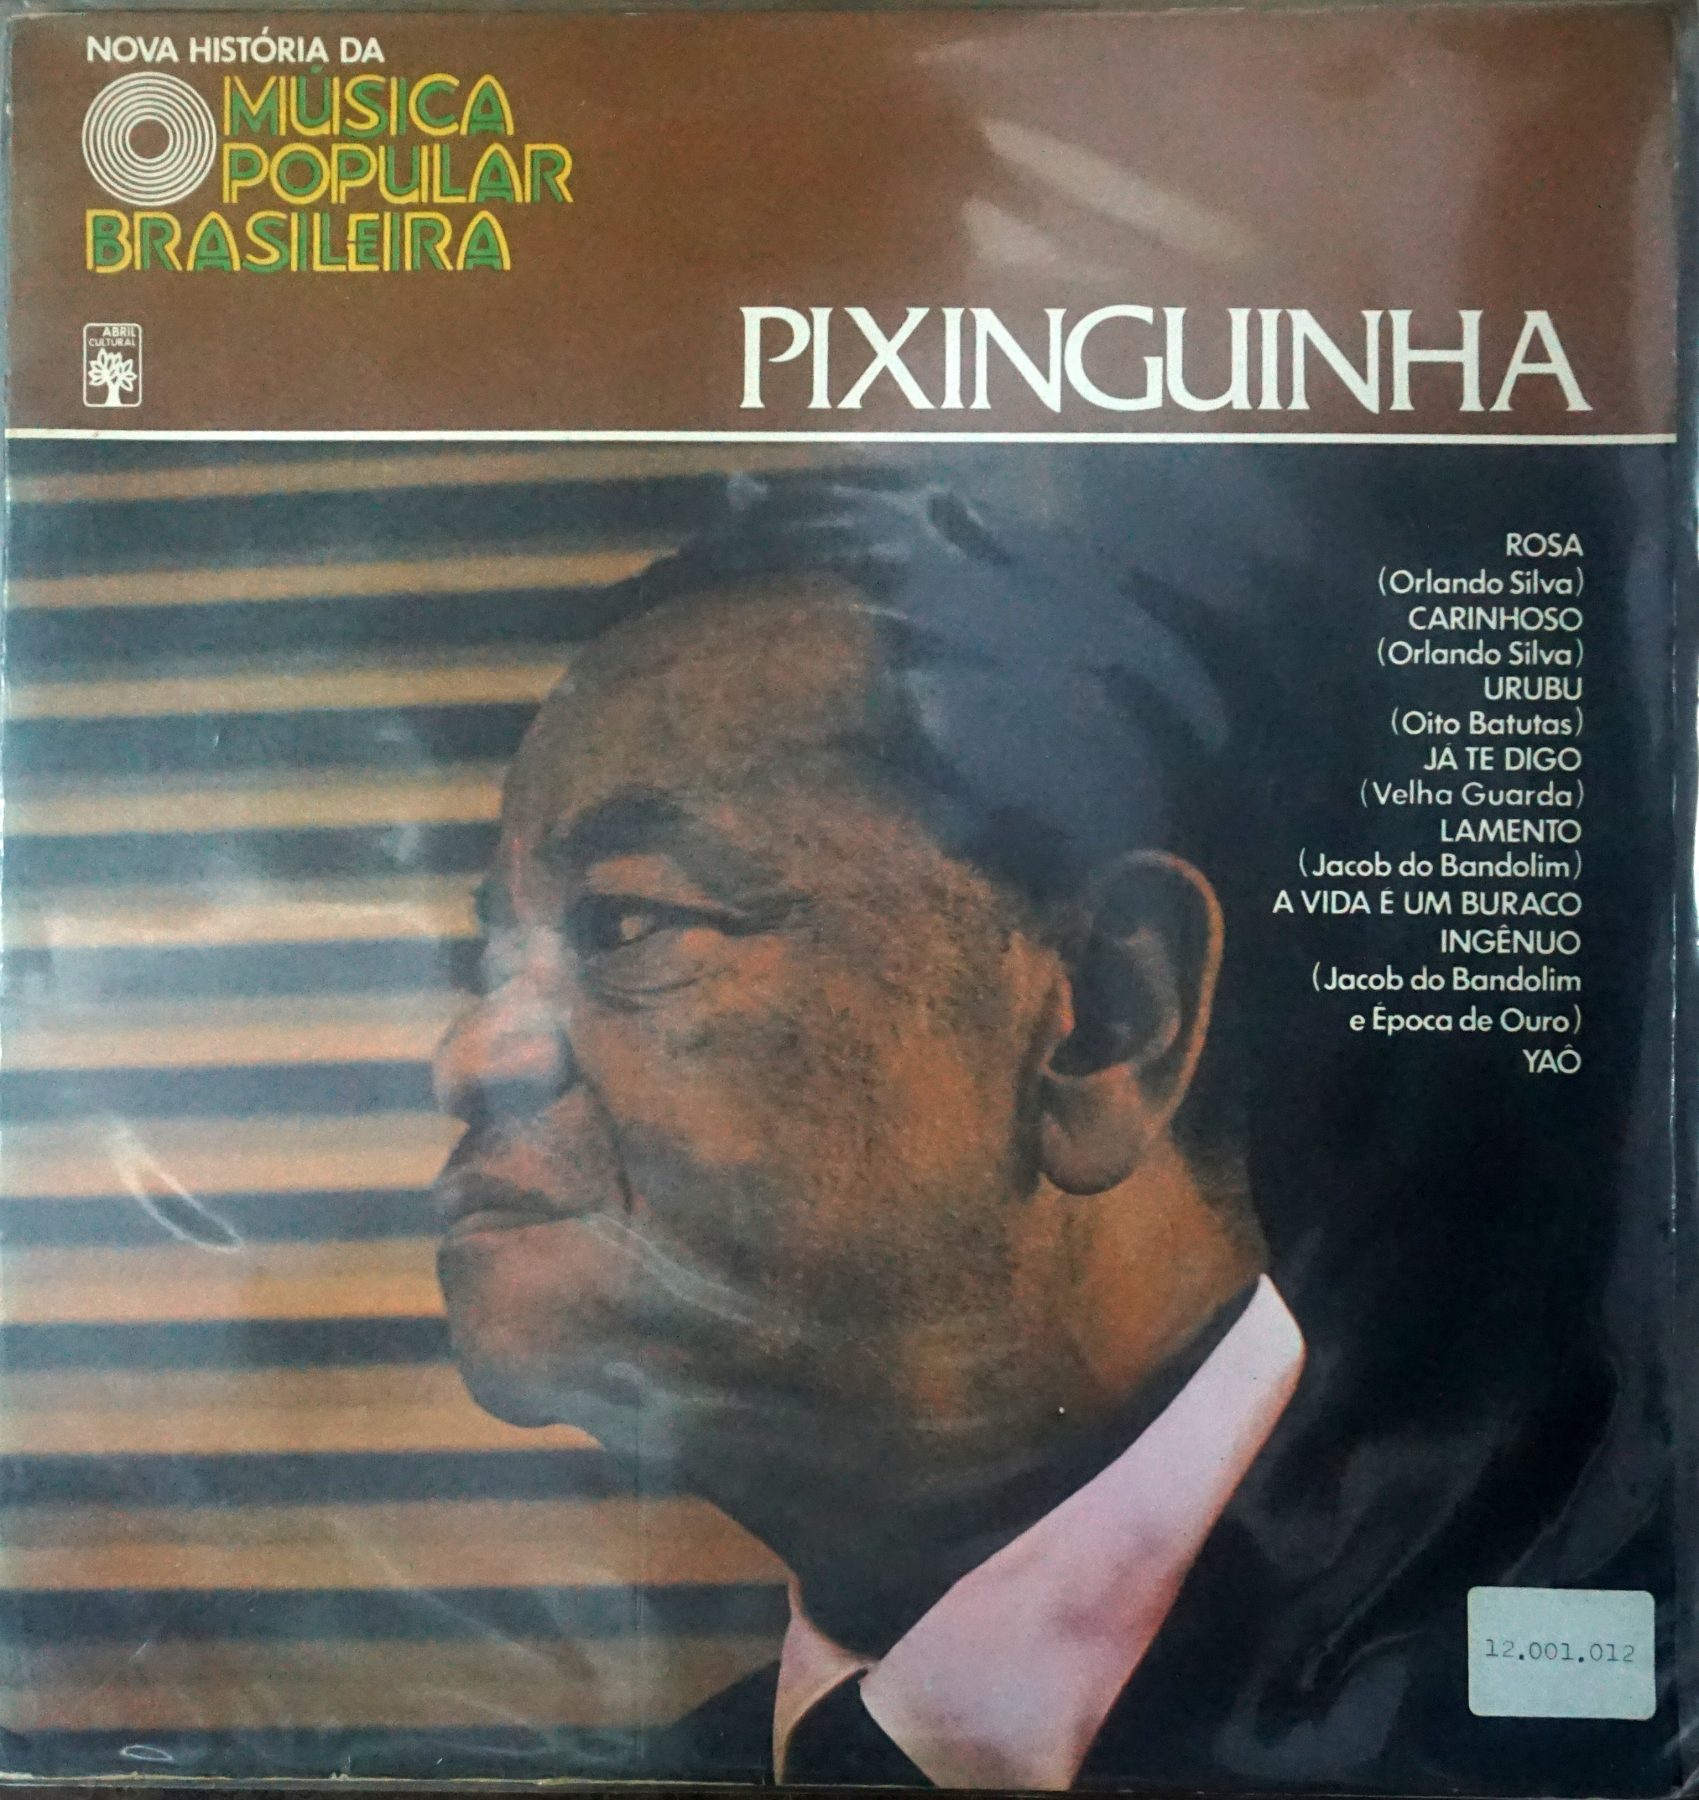 NOVA HISTÓRIA DA
MÚSICA
POPULAR
BRASILEIRA
ABRIL
CULTURAL
PIXINGUINHA
ROSA
(Orlando Silva)
CARINHOSO
(Orlando Silva)
URUBU
(Oito Batutas)
JÁ TE DIGO
(Velha Guarda)
LAMENTO
(Jacob do Bandolim)
A VIDA É UM BURACO
INGÊNUO
(Jacob do Bandolim
e Época de Ouro)
YAÔ
12.001.012